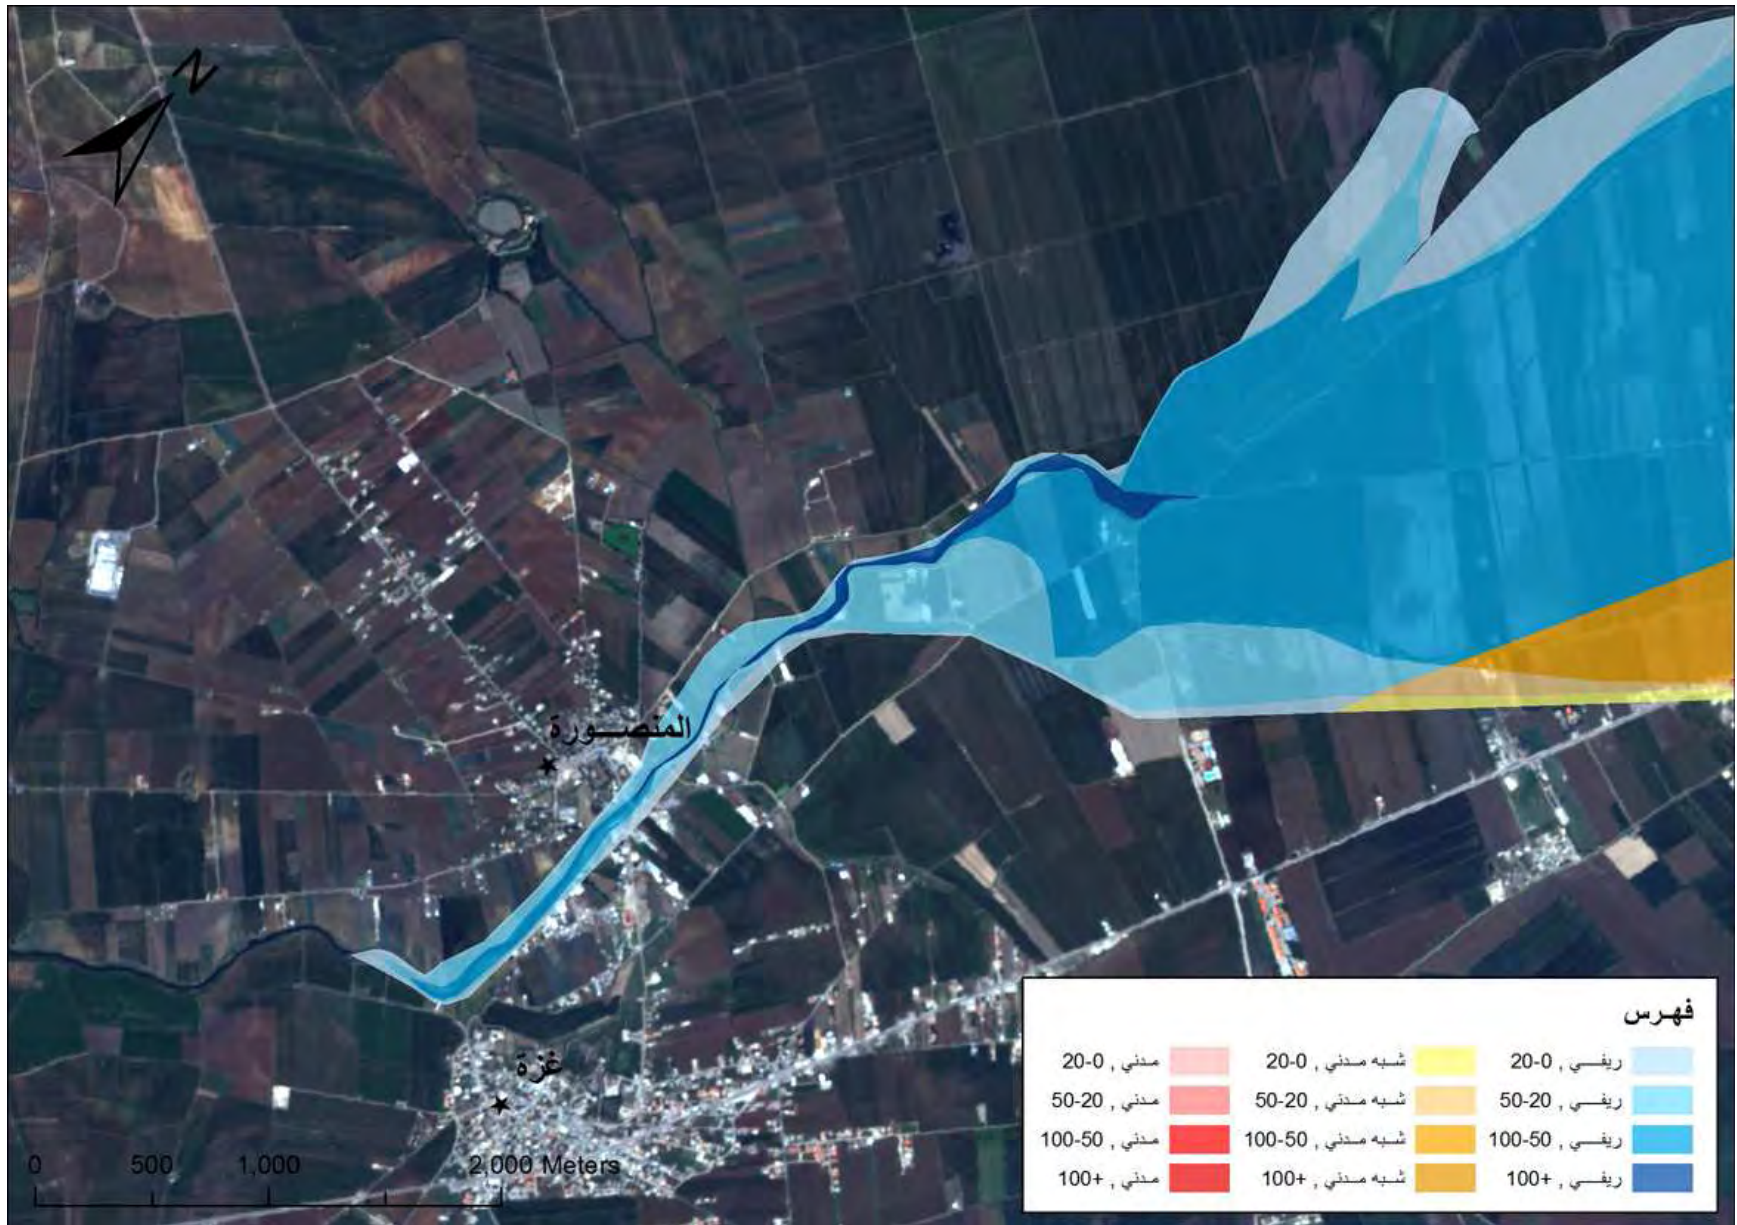 N
المنصورة
غزة
0 500 1,000 2,000 Meters
فهرس
ريفي , 0-20 شبه مدني , 0-20 مدني , 0-20
ريفي , 20-50 شبه مدني , 20-50 مدني , 20-50
ريفي , 50-100 شبه مدني , 50-100 مدني , 50-100
ريفي , +100 شبه مدني , +100 مدني , +100